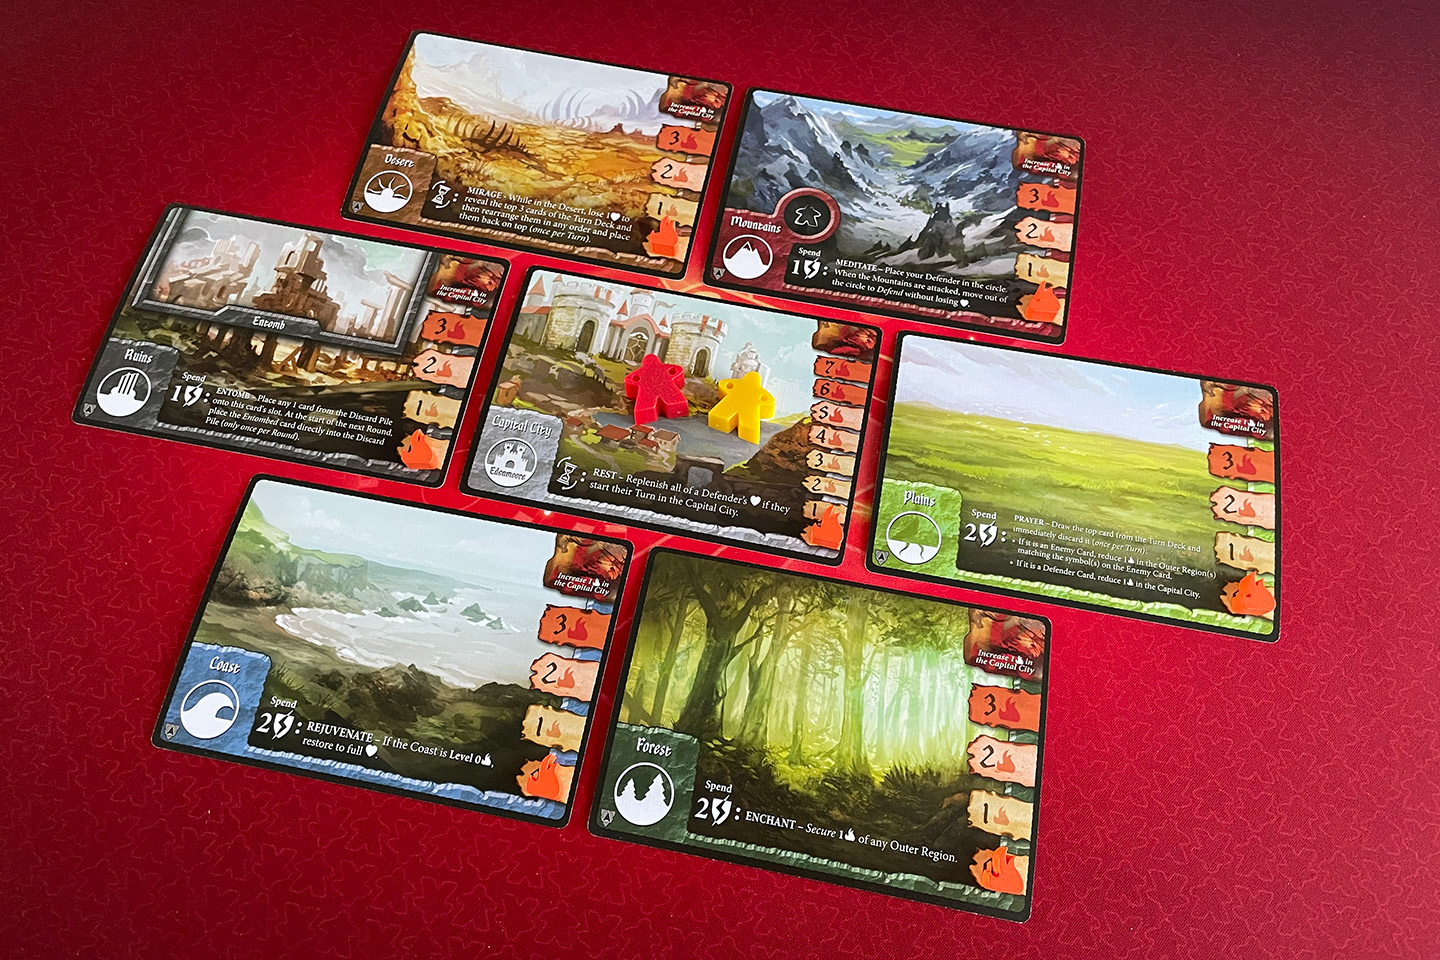 Increase 1 in
the Capital City
3
2
1
Desert
MIRAGE - While in the Desert, lose 1 to
reveal the top 3 cards of the Turn Deck and
then rearrange them in any order and place
them back on top (once per Turn).
Increase 1 in
the Capital City
3
2
1
Mountains
Spend
1 :
MEDITATE – Place your Defender in the circle.
When the Mountains are attacked, move out of
the circle to Defend without losing .
Increase 1 in
the Capital City
3
2
1
Entomb
Ruins
Spend
1 :
ENTOMB – Place any 1 card from the Discard Pile
onto this card's slot. At the start of the next Round,
place the Entombed card directly into the Discard
Pile (only once per Round).
7
6
5
4
3
2
1
Capital City
Edenmoore
REST – Replenish all of a Defender's if they
start their Turn in the Capital City.
Increase 1 in
the Capital City
3
2
1
Plains
Spend
2 :
PRAYER – Draw the top card from the Turn Deck and
immediately discard it (once per Turn):
• If it is an Enemy Card, reduce 1 in the Outer Region(s)
matching the symbol(s) on the Enemy Card.
• If it is a Defender Card, reduce 1 in the Capital City.
Increase 1 in
the Capital City
3
2
1
Coast
Spend
2 :
REJUVENATE – If the Coast is Level 0 ,
restore to full .
Increase 1 in
the Capital City
3
2
1
Forest
Spend
2 :
ENCHANT – Secure 1 of any Outer Region.